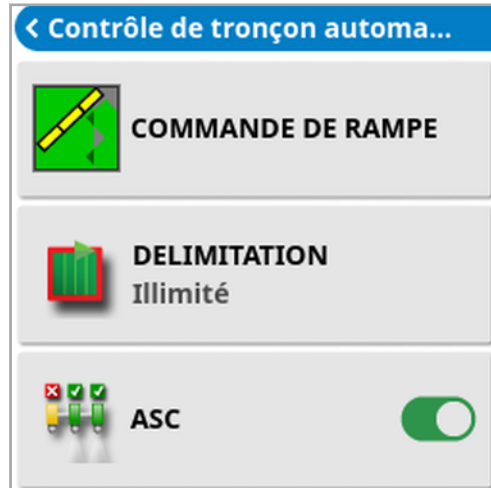 Contrôle de tronçon automa...
COMMANDE DE RAMPE
DELIMITATION
Illimité
ASC